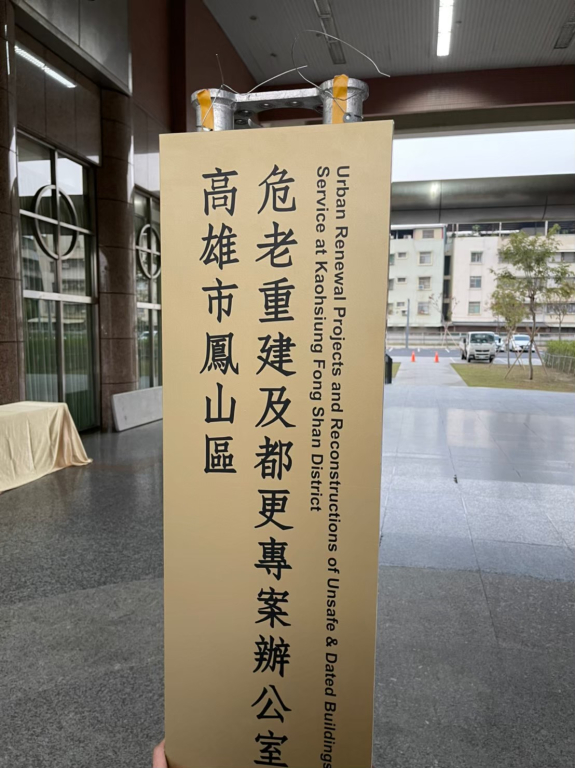 高雄市鳳山區
危老重建及都更專案辦公室
Urban Renewal Projects and Reconstructions of Unsafe & Dated Buildings
Service at Kaohsiung Fong Shan District